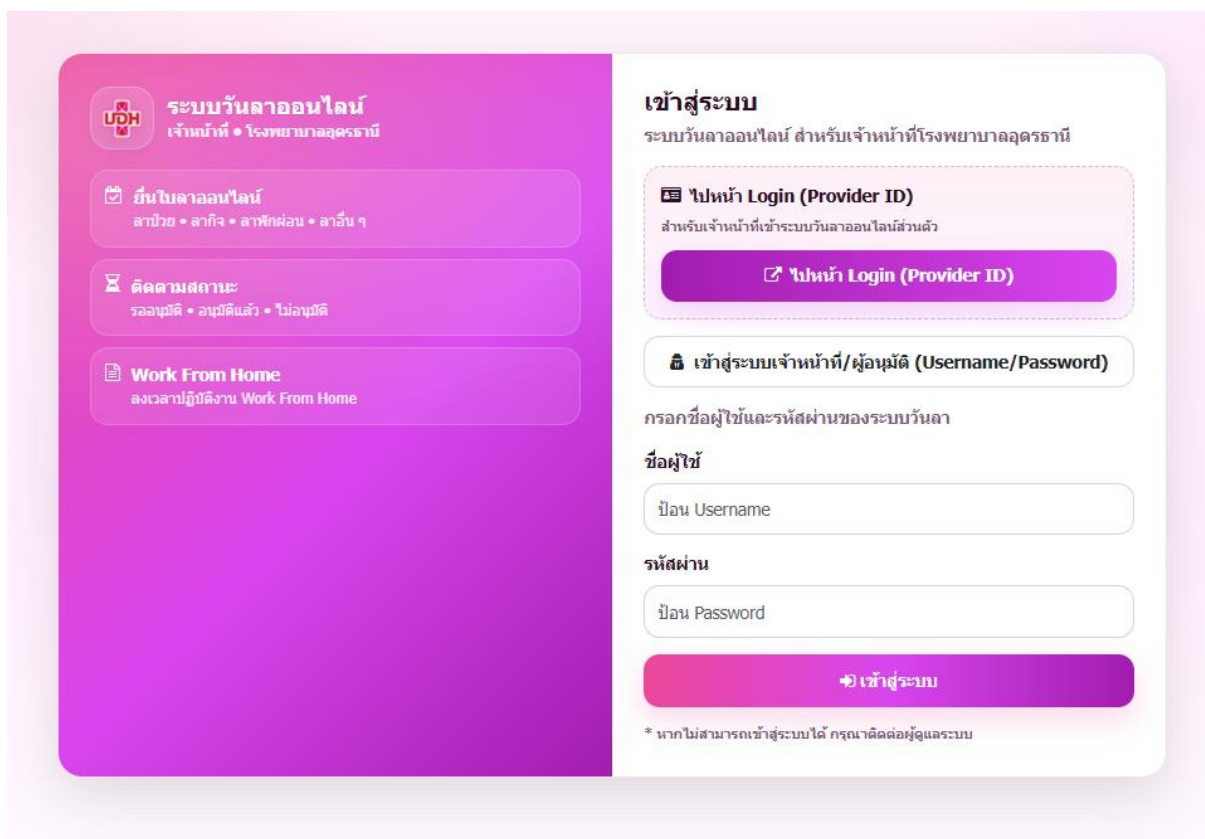 UDH
ระบบวันลาออนไลน์
เจ้าหน้าที่ • โรงพยาบาลอุดรธานี
ยื่นใบลาออนไลน์
ลาป่วย • ลากิจ • ลาพักผ่อน • ลาอื่น ๆ
ติดตามสถานะ
รออนุมัติ • อนุมัติแล้ว • ไม่อนุมัติ
Work From Home
ลงเวลาปฏิบัติงาน Work From Home
เข้าสู่ระบบ
ระบบวันลาออนไลน์ สำหรับเจ้าหน้าที่โรงพยาบาลอุดรธานี
ไปหน้า Login (Provider ID)
สำหรับเจ้าหน้าที่เข้าระบบวันลาออนไลน์ส่วนตัว
ไปหน้า Login (Provider ID)
เข้าสู่ระบบเจ้าหน้าที่/ผู้อนุมัติ (Username/Password)
กรอกชื่อผู้ใช้และรหัสผ่านของระบบวันลา
ชื่อผู้ใช้
ป้อน Username
รหัสผ่าน
ป้อน Password
เข้าสู่ระบบ
* หากไม่สามารถเข้าสู่ระบบได้ กรุณาติดต่อผู้ดูแลระบบ